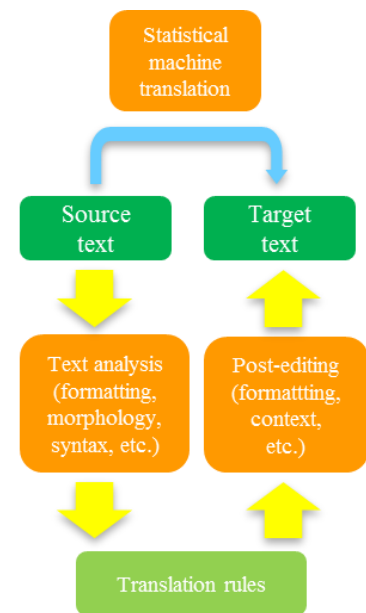 Statistical
machine
translation
Source
text
Target
text
Text analysis
(formatting,
morphology,
syntax, etc.)
Post-editing
(formattting,
context,
etc.)
Translation rules